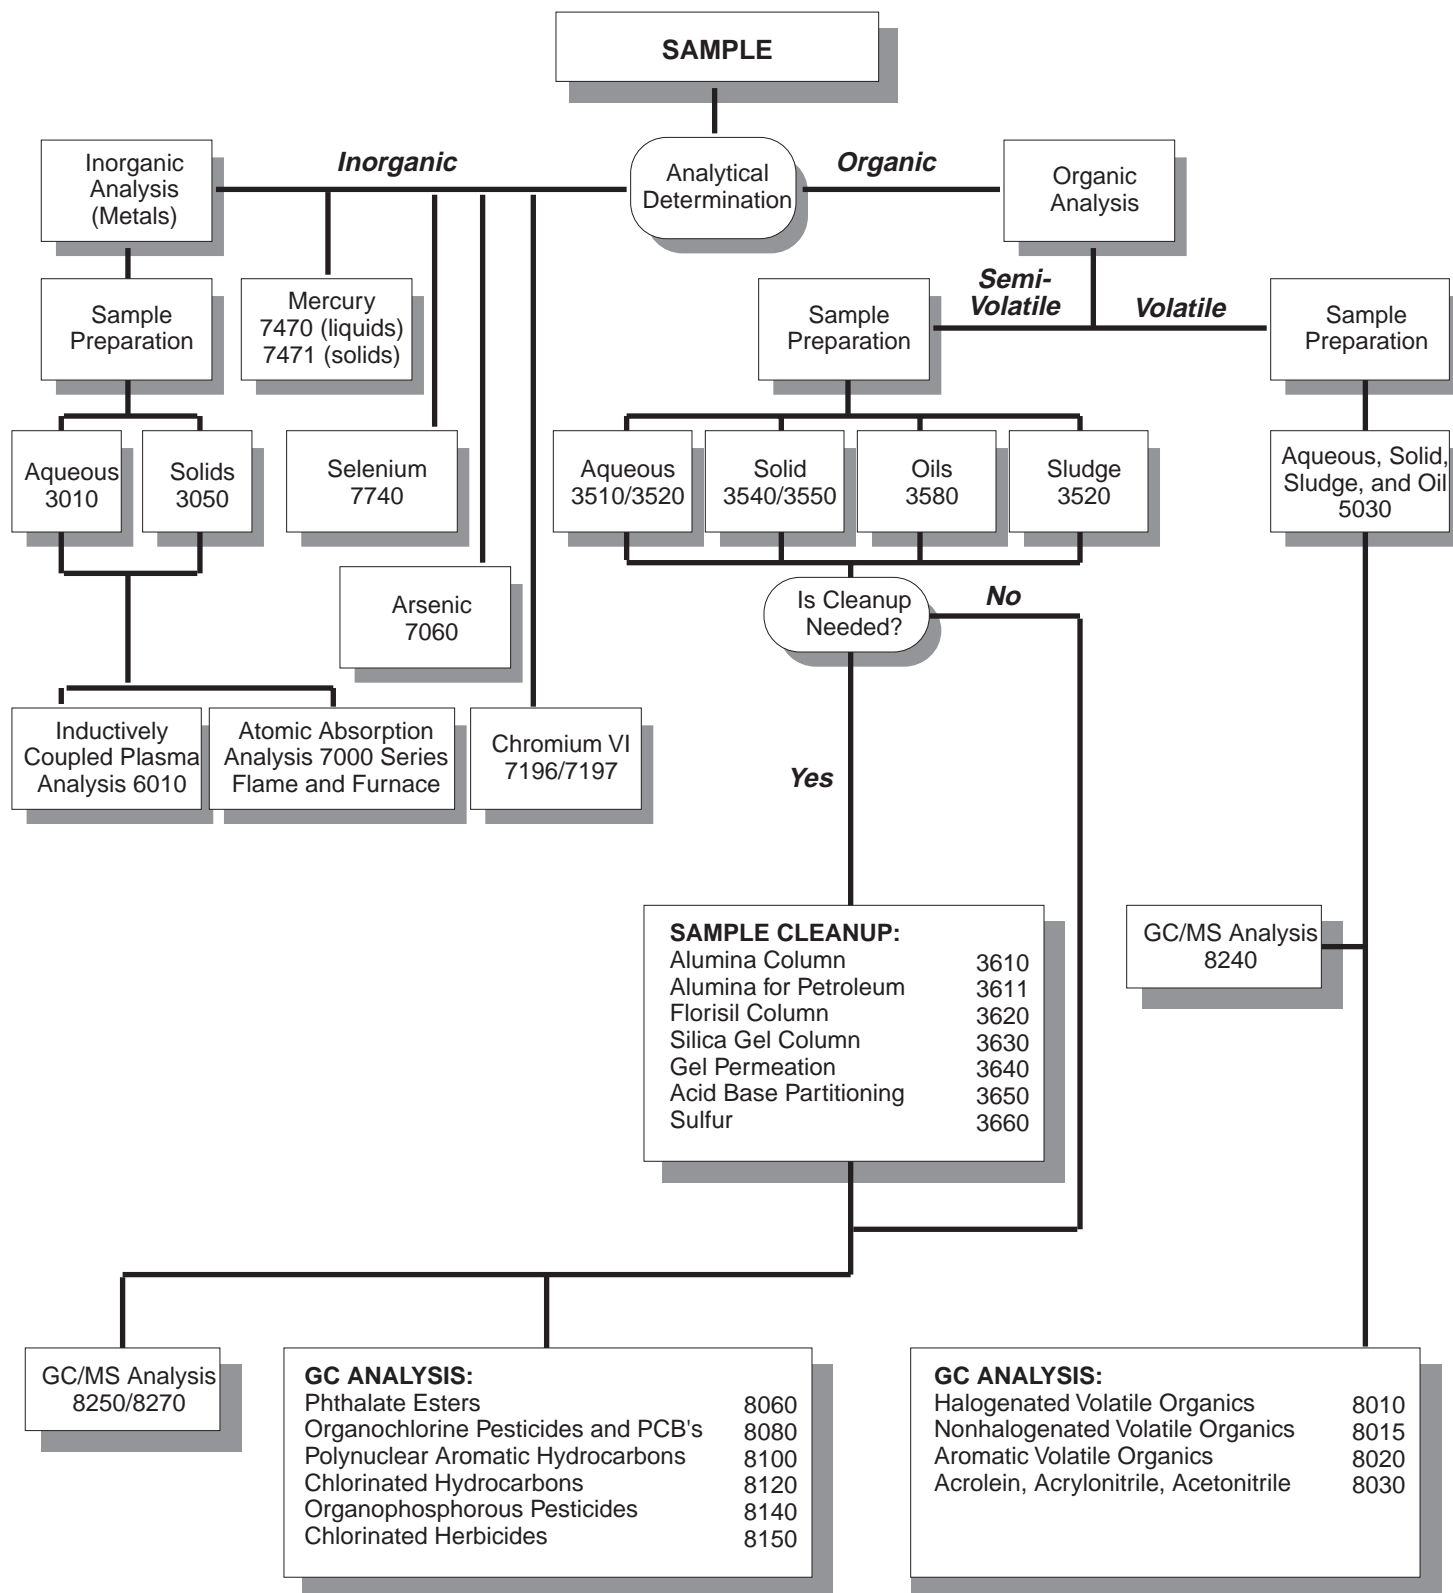 SAMPLE
Analytical
Determination
Inorganic
Organic
Inorganic
Analysis
(Metals)
Organic
Analysis
Sample
Preparation
Mercury
7470 (liquids)
7471 (solids)
Sample
Preparation
Semi-
Volatile
Volatile
Sample
Preparation
Aqueous
3010
Solids
3050
Selenium
7740
Aqueous
3510/3520
Solid
3540/3550
Oils
3580
Sludge
3520
Aqueous, Solid,
Sludge, and Oil
5030
Arsenic
7060
Is Cleanup
Needed?
No
Inductively
Coupled Plasma
Analysis 6010
Atomic Absorption
Analysis 7000 Series
Flame and Furnace
Chromium VI
7196/7197
Yes
SAMPLE CLEANUP:
Alumina Column 3610
Alumina for Petroleum 3611
Florisil Column 3620
Silica Gel Column 3630
Gel Permeation 3640
Acid Base Partitioning 3650
Sulfur 3660
GC/MS Analysis
8240
GC/MS Analysis
8250/8270
GC ANALYSIS:
Phthalate Esters 8060
Organochlorine Pesticides and PCB's 8080
Polynuclear Aromatic Hydrocarbons 8100
Chlorinated Hydrocarbons 8120
Organophosphorous Pesticides 8140
Chlorinated Herbicides 8150
GC ANALYSIS:
Halogenated Volatile Organics 8010
Nonhalogenated Volatile Organics 8015
Aromatic Volatile Organics 8020
Acrolein, Acrylonitrile, Acetonitrile 8030